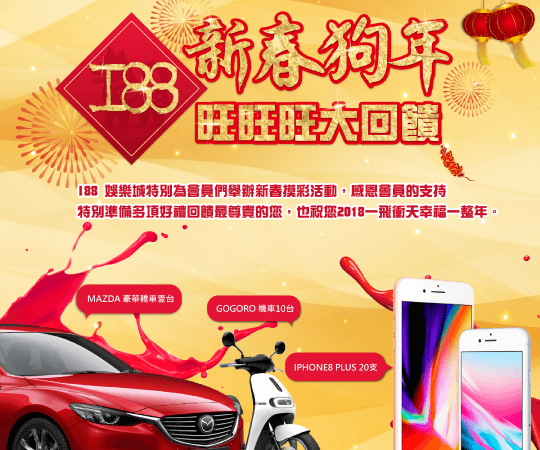 I88
新春狗年
旺旺旺大回饋
I88 娛樂城特別為會員們舉辦新春摸彩活動，感恩會員的支持
特別準備多項好禮回饋最尊貴的您，也祝您2018一飛衝天幸福一整年。
MAZDA 豪華轎車壹台
GOGORO 機車10台
IPHONE8 PLUS 20支